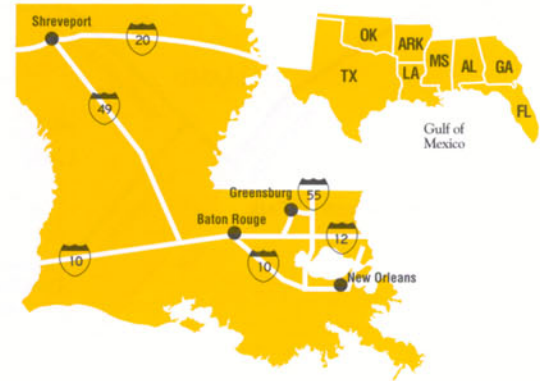 Shreveport
20
49
OK
ARK
TX
LA
MS
AL
GA
FL
Gulf of
Mexico
Greensburg
55
Baton Rouge
10
12
10
New Orleans